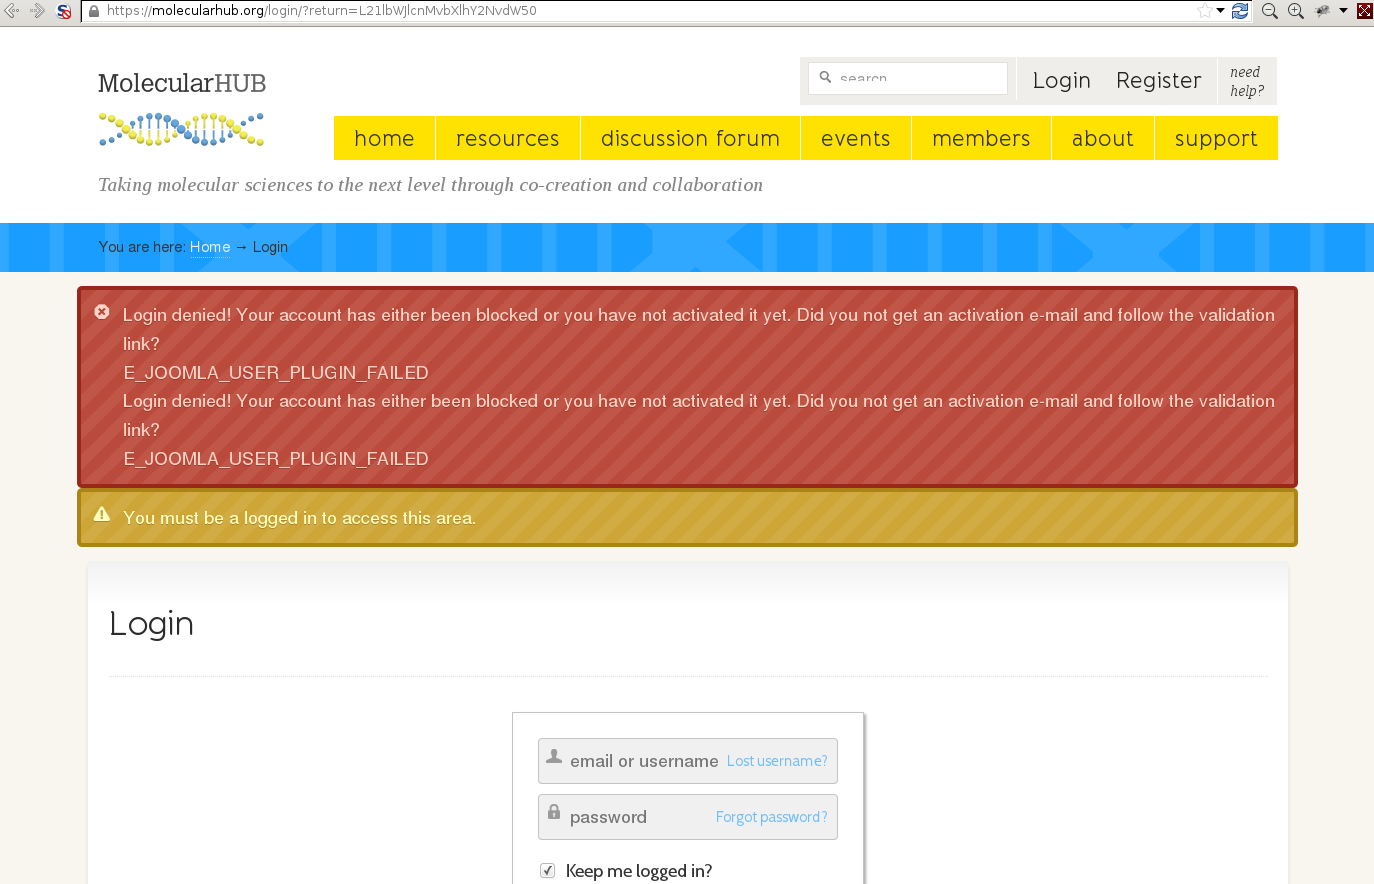 https://molecularhub.org/login/?return=L21lbWJlcnMvbXlhY2NvdW50
MolecularHUB
search
Login Register
need
help?
home resources discussion forum events members about support
Taking molecular sciences to the next level through co-creation and collaboration
You are here: Home → Login
Login denied! Your account has either been blocked or you have not activated it yet. Did you not get an activation e-mail and follow the validation
link?
E_JOOMLA_USER_PLUGIN_FAILED
Login denied! Your account has either been blocked or you have not activated it yet. Did you not get an activation e-mail and follow the validation
link?
E_JOOMLA_USER_PLUGIN_FAILED
You must be a logged in to access this area.
Login
email or username Lost username?
password Forgot password?
Keep me logged in?